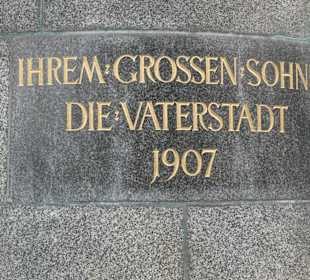 IHREM : GROSSEN : SOHN
DIE : VATERSTADT
1907